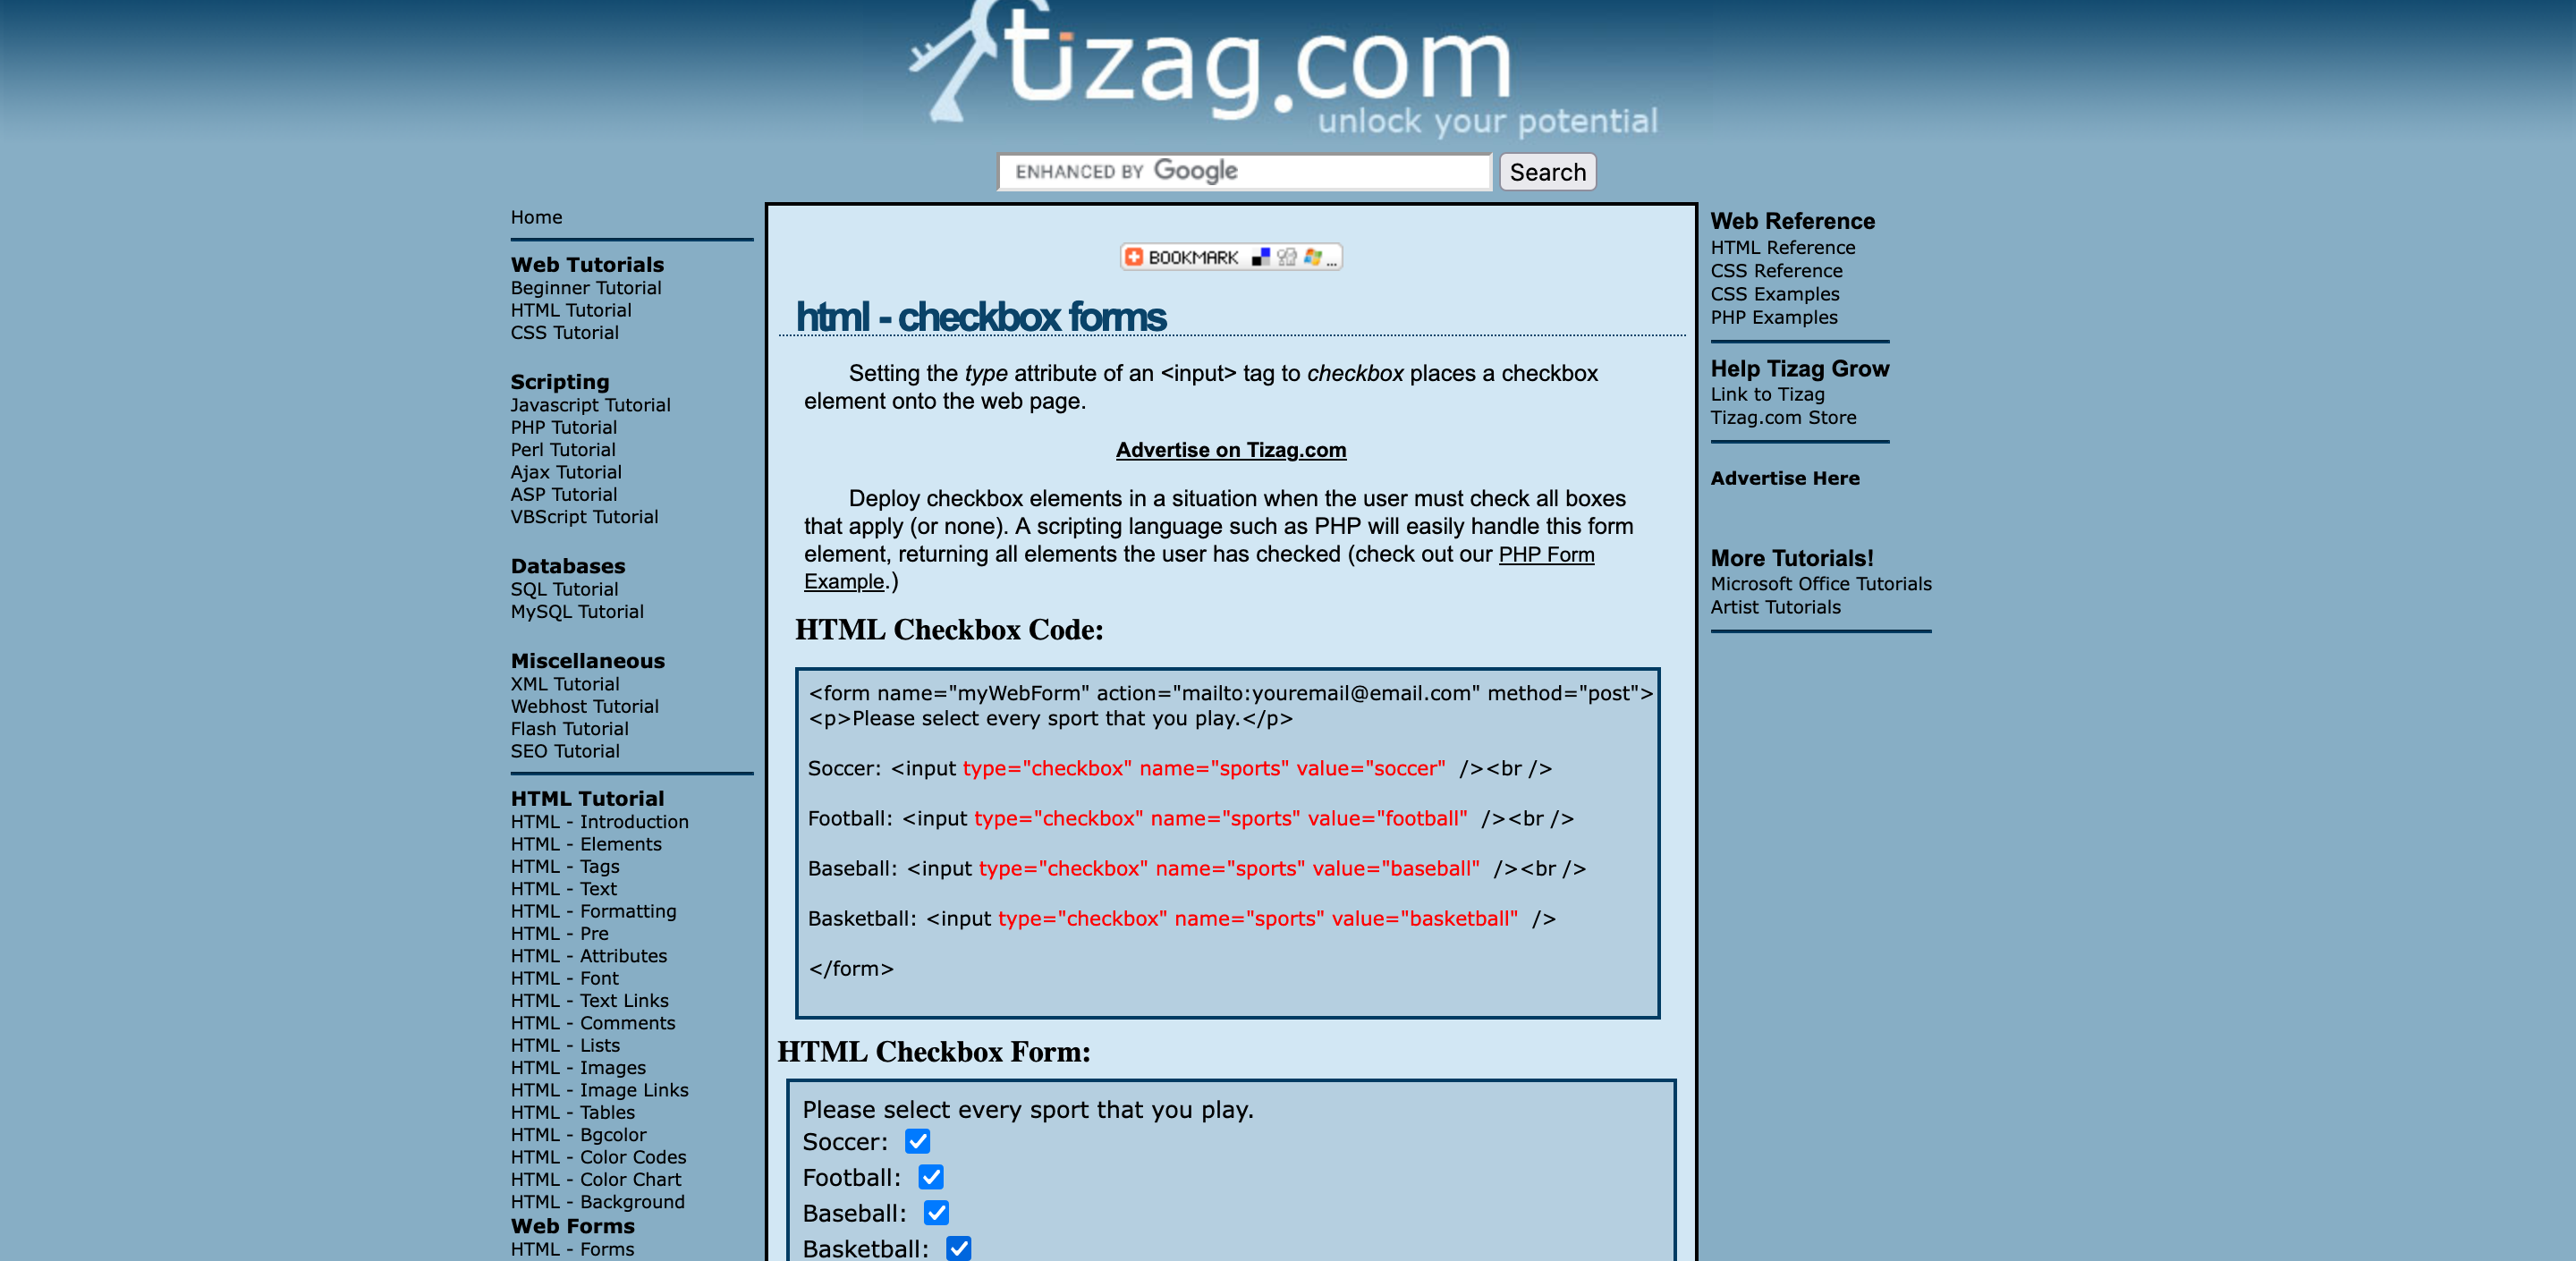 tizag.com
unlock your potential
ENHANCED BY Google
Search
Home
Web Tutorials
Beginner Tutorial
HTML Tutorial
CSS Tutorial
Scripting
Javascript Tutorial
PHP Tutorial
Perl Tutorial
Ajax Tutorial
ASP Tutorial
VBScript Tutorial
Databases
SQL Tutorial
MySQL Tutorial
Miscellaneous
XML Tutorial
Webhost Tutorial
Flash Tutorial
SEO Tutorial
HTML Tutorial
HTML - Introduction
HTML - Elements
HTML - Tags
HTML - Text
HTML - Formatting
HTML - Pre
HTML - Attributes
HTML - Font
HTML - Text Links
HTML - Comments
HTML - Lists
HTML - Images
HTML - Image Links
HTML - Tables
HTML - Bgcolor
HTML - Color Codes
HTML - Color Chart
HTML - Background
Web Forms
HTML - Forms
BOOKMARK ...
html - checkbox forms
Setting the type attribute of an <input> tag to checkbox places a checkbox
element onto the web page.
Advertise on Tizag.com
Deploy checkbox elements in a situation when the user must check all boxes
that apply (or none). A scripting language such as PHP will easily handle this form
element, returning all elements the user has checked (check out our PHP Form
Example.)
HTML Checkbox Code:
<form name="myWebForm" action="mailto:youremail@email.com" method="post">
<p>Please select every sport that you play.</p>
Soccer: <input type="checkbox" name="sports" value="soccer" /><br />
Football: <input type="checkbox" name="sports" value="football" /><br />
Baseball: <input type="checkbox" name="sports" value="baseball" /><br />
Basketball: <input type="checkbox" name="sports" value="basketball" />
</form>
HTML Checkbox Form:
Please select every sport that you play.
Soccer:
Football:
Baseball:
Basketball:
Web Reference
HTML Reference
CSS Reference
CSS Examples
PHP Examples
Help Tizag Grow
Link to Tizag
Tizag.com Store
Advertise Here
More Tutorials!
Microsoft Office Tutorials
Artist Tutorials